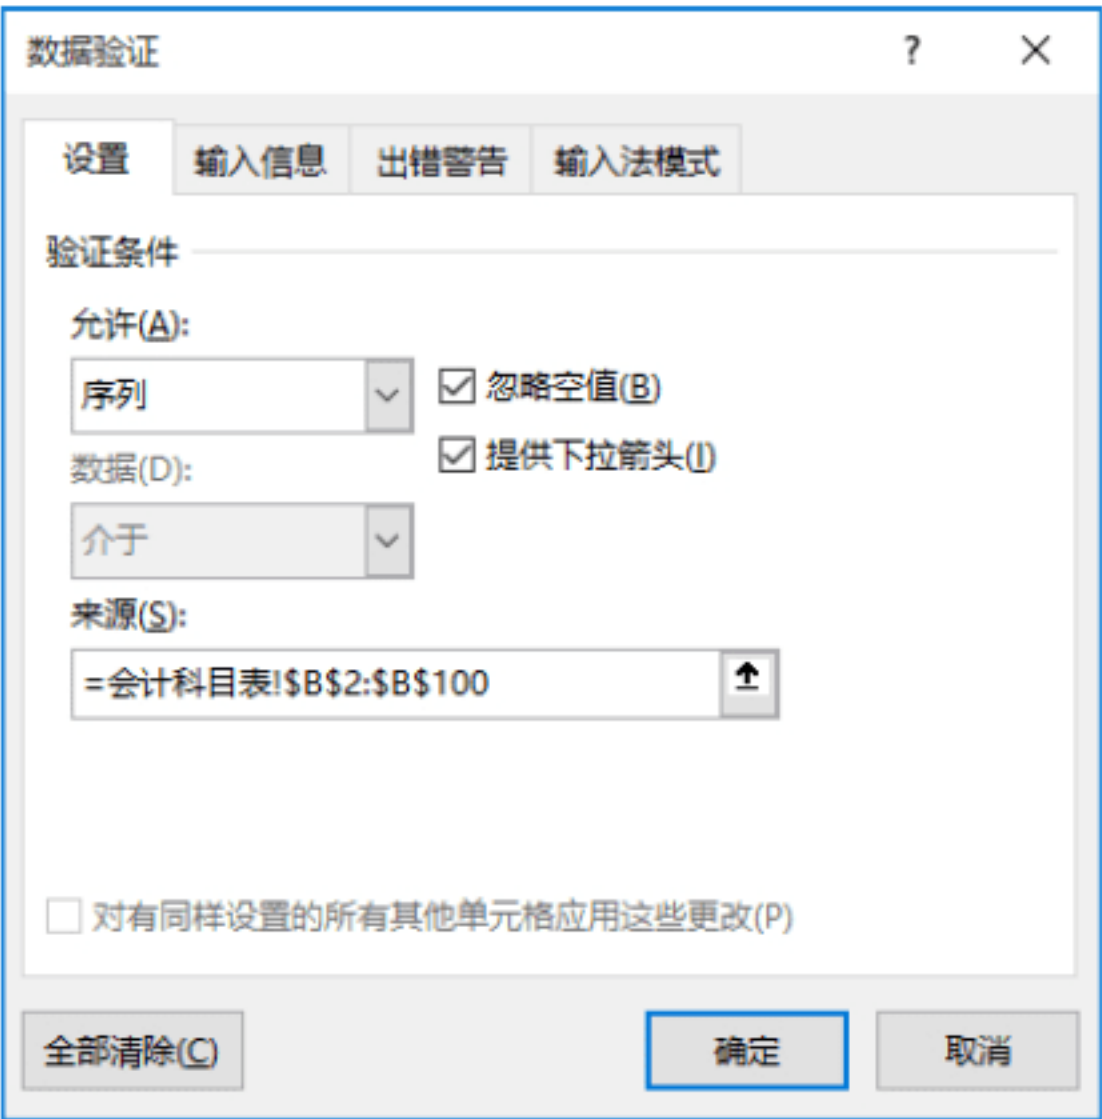 数据验证 ?
设置 输入信息 出错警告 输入法模式
验证条件
允许(A):
序列
忽略空值(B)
数据(D):
提供下拉箭头(I)
介于
来源(S):
=会计科目表!$B$2:$B$100
对有同样设置的所有其他单元格应用这些更改(P)
全部清除(C) 确定 取消